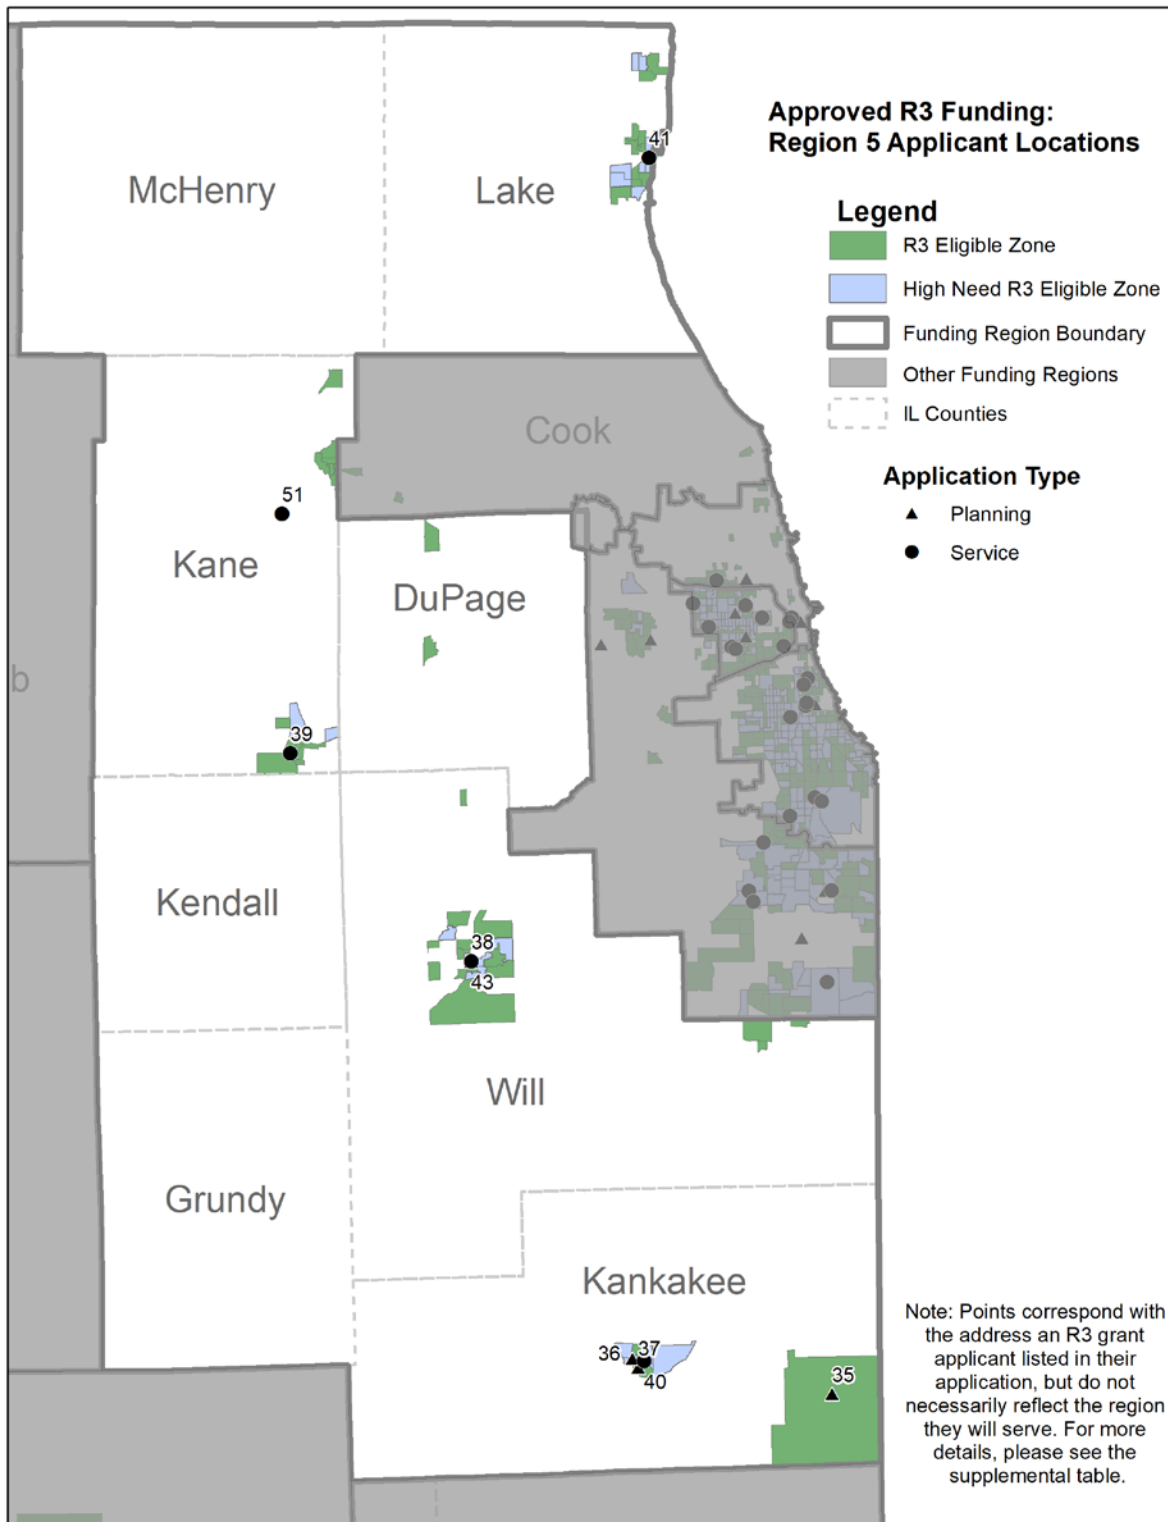 Approved R3 Funding:
Region 5 Applicant Locations
Legend
R3 Eligible Zone
High Need R3 Eligible Zone
Funding Region Boundary
Other Funding Regions
IL Counties
Application Type
Planning
Service
McHenry
Lake
41
Cook
51
Kane
DuPage
b
39
Kendall
38
43
Will
Grundy
Kankakee
36
37
40
35
Note: Points correspond with
the address an R3 grant
applicant listed in their
application, but do not
necessarily reflect the region
they will serve. For more
details, please see the
supplemental table.